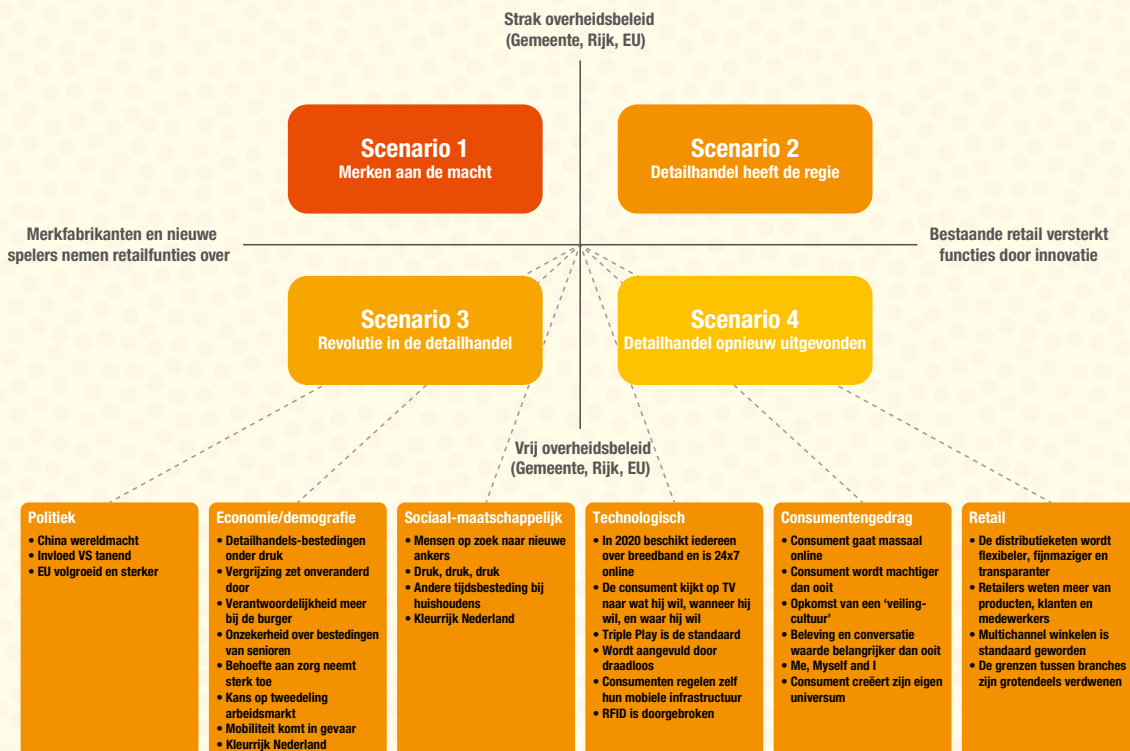 Strak overheidsbeleid
(Gemeente, Rijk, EU)
Scenario 1
Merken aan de macht
Scenario 2
Detailhandel heeft de regie
Merkfabrikanten en nieuwe
spelers nemen retailfunties over
Bestaande retail versterkt
functies door innovatie
Scenario 3
Revolutie in de detailhandel
Scenario 4
Detailhandel opnieuw uitgevonden
Vrij overheidsbeleid
(Gemeente, Rijk, EU)
Politiek
• China wereldmacht
• Invloed VS tanend
• EU volgroeid en sterker
Economie/demografie
• Detailhandels-bestedingen
onder druk
• Vergrijzing zet onveranderd
door
• Verantwoordelijkheid meer
bij de burger
• Onzekerheid over bestedingen
van senioren
• Behoefte aan zorg neemt
sterk toe
• Kans op tweedeling
arbeidsmarkt
• Mobiliteit komt in gevaar
• Kleurrijk Nederland
Sociaal-maatschappelijk
• Mensen op zoek naar nieuwe
ankers
• Druk, druk, druk
• Andere tijdsbesteding bij
huishoudens
• Kleurrijk Nederland
Technologisch
• In 2020 beschikt iedereen
over breedband en is 24x7
online
• De consument kijkt op TV
naar wat hij wil, wanneer hij
wil, en waar hij wil
• Triple Play is de standaard
• Wordt aangevuld door
draadloos
• Consumenten regelen zelf
hun mobiele infrastructuur
• RFID is doorgebroken
Consumentengedrag
• Consument gaat massaal
online
• Consument wordt machtiger
dan ooit
• Opkomst van een ‘veiling-
cultuur’
• Beleving en conversatie
waarde belangrijker dan ooit
• Me, Myself and I
• Consument creëert zijn eigen
universum
Retail
• De distributieketen wordt
flexibeler, fijnmaziger en
transparanter
• Retailers weten meer van
producten, klanten en
medewerkers
• Multichannel winkelen is
standaard geworden
• De grenzen tussen branches
zijn grotendeels verdwenen